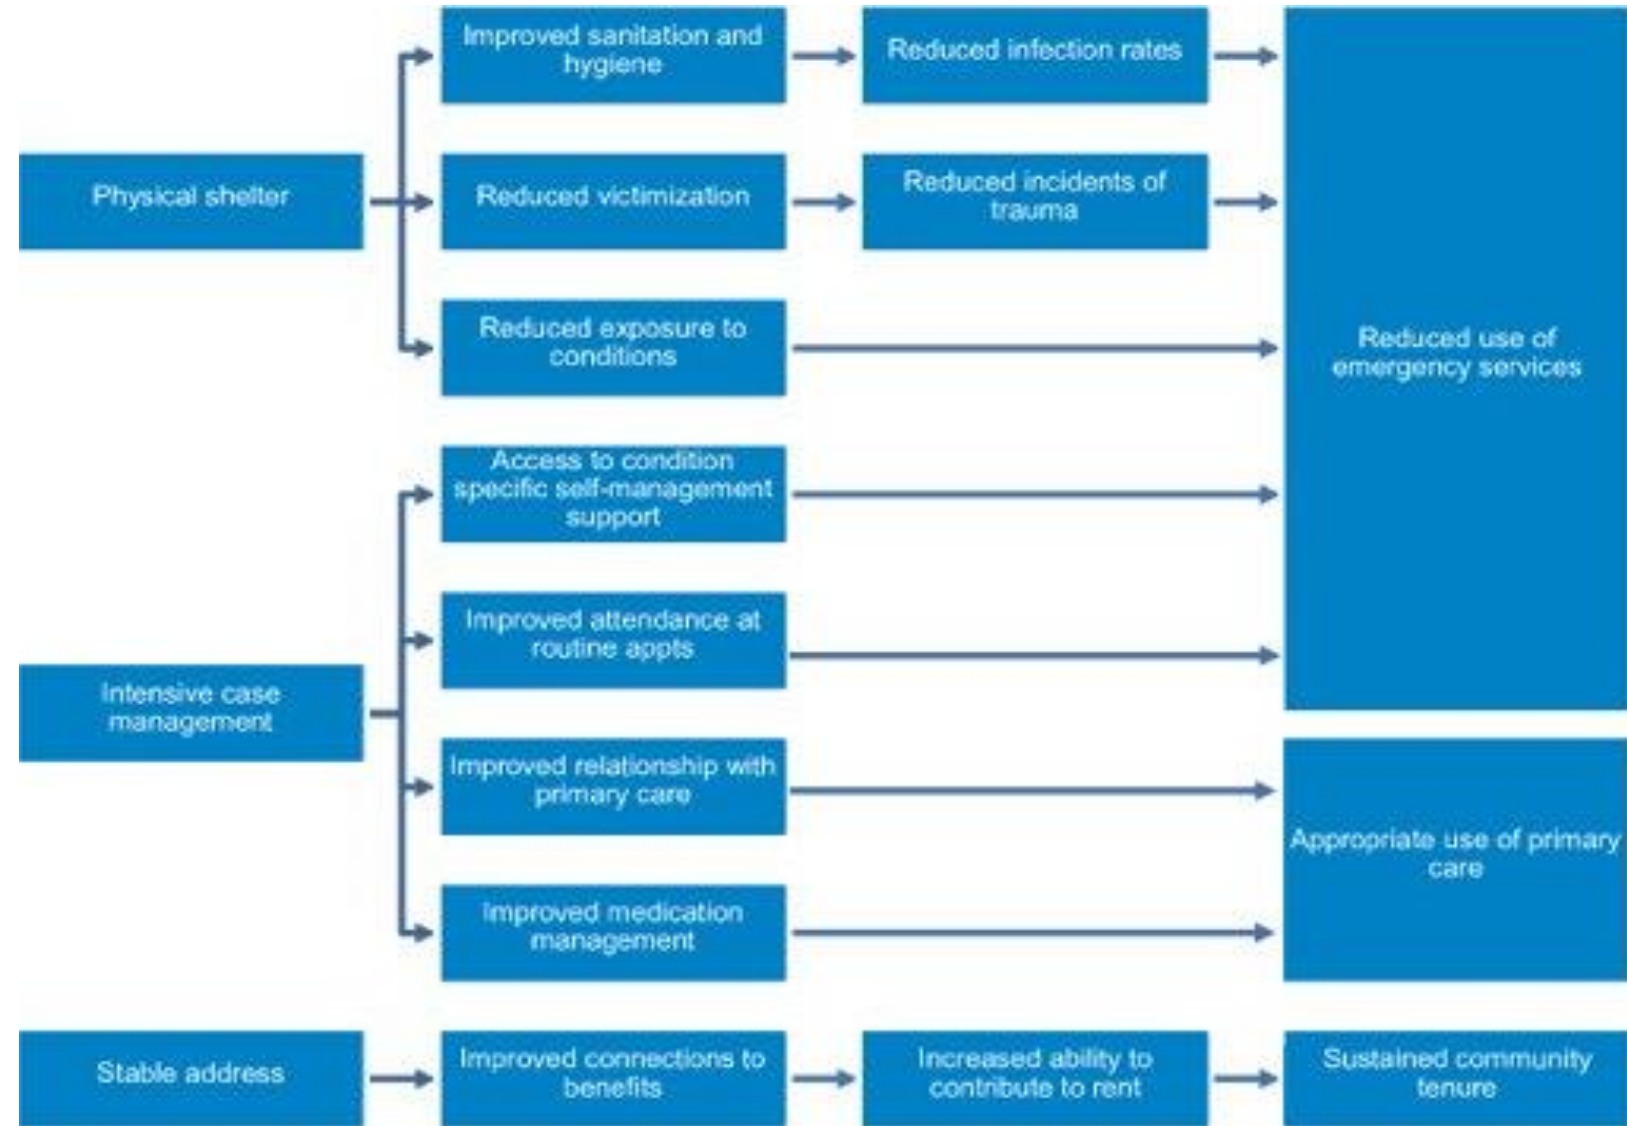 Improved sanitation and
hygiene
Reduced infection rates
Physical shelter
Reduced victimization
Reduced incidents of
trauma
Reduced exposure to
conditions
Reduced use of
emergency services
Access to condition
specific self-management
support
Improved attendance at
routine appts
Intensive case
management
Improved relationship with
primary care
Appropriate use of primary
care
Improved medication
management
Stable address
Improved connections to
benefits
Increased ability to
contribute to rent
Sustained community
tenure